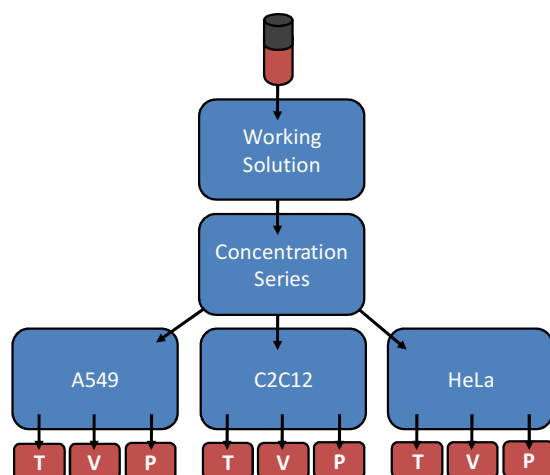 Working
Solution
Concentration
Series
A549
C2C12
HeLa
T V P T V P T V P